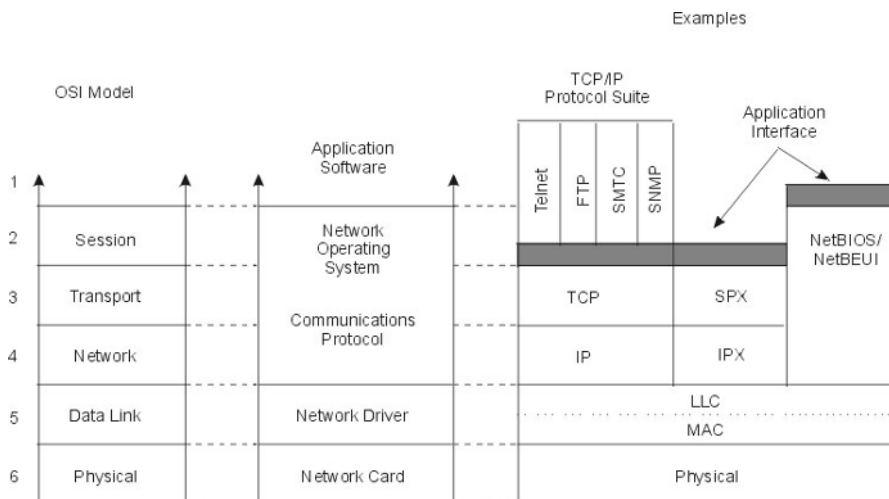 Examples
OSI Model
TCP/IP
Protocol Suite
Application
Interface
Application
Software
1
Telnet
FTP
SMTC
SNMP
2
Session
Network
Operating
System
NetBIOS/
NetBEUI
3
Transport
Communications
Protocol
TCP
SPX
4
Network
IP
IPX
5
Data Link
Network Driver
LLC
MAC
6
Physical
Network Card
Physical